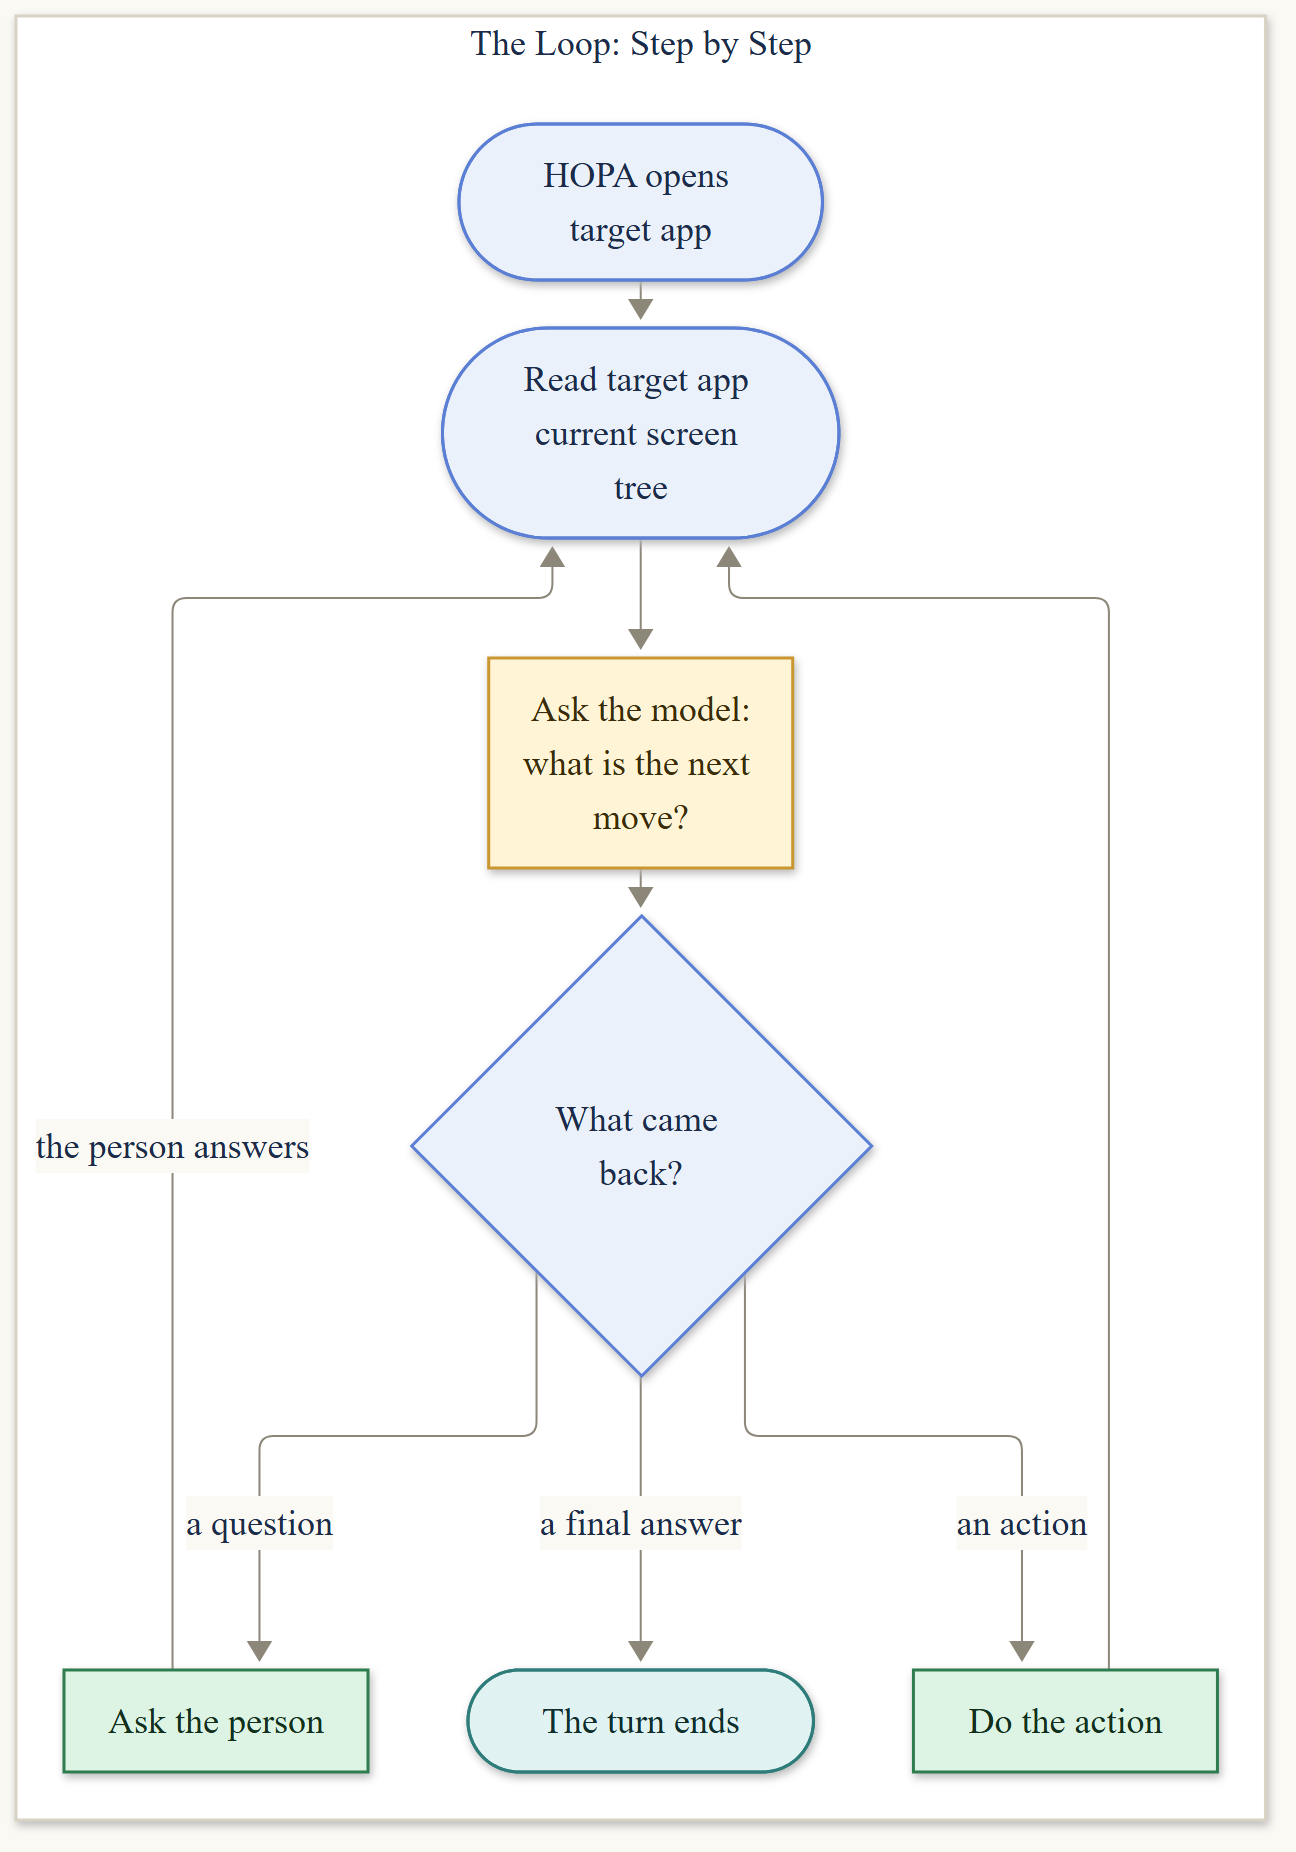 The Loop: Step by Step
HOPA opens
target app
Read target app
current screen
tree
Ask the model:
what is the next
move?
What came
back?
the person answers
a question
a final answer
an action
Ask the person
The turn ends
Do the action